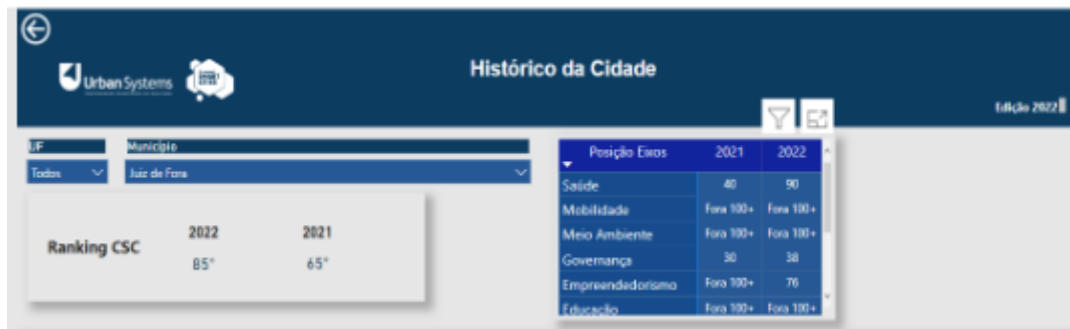 Urban Systems
Histórico da Cidade
Edição 2022
UF
Município
Todos
Juiz de Fora
Ranking CSC
2022 2021
85° 65°
Posição Eixos 2021 2022
Saúde 40 90
Mobilidade Fora 100+ Fora 100+
Meio Ambiente Fora 100+ Fora 100+
Governança 30 38
Empreendedorismo Fora 100+ 76
Educação Fora 100+ Fora 100+